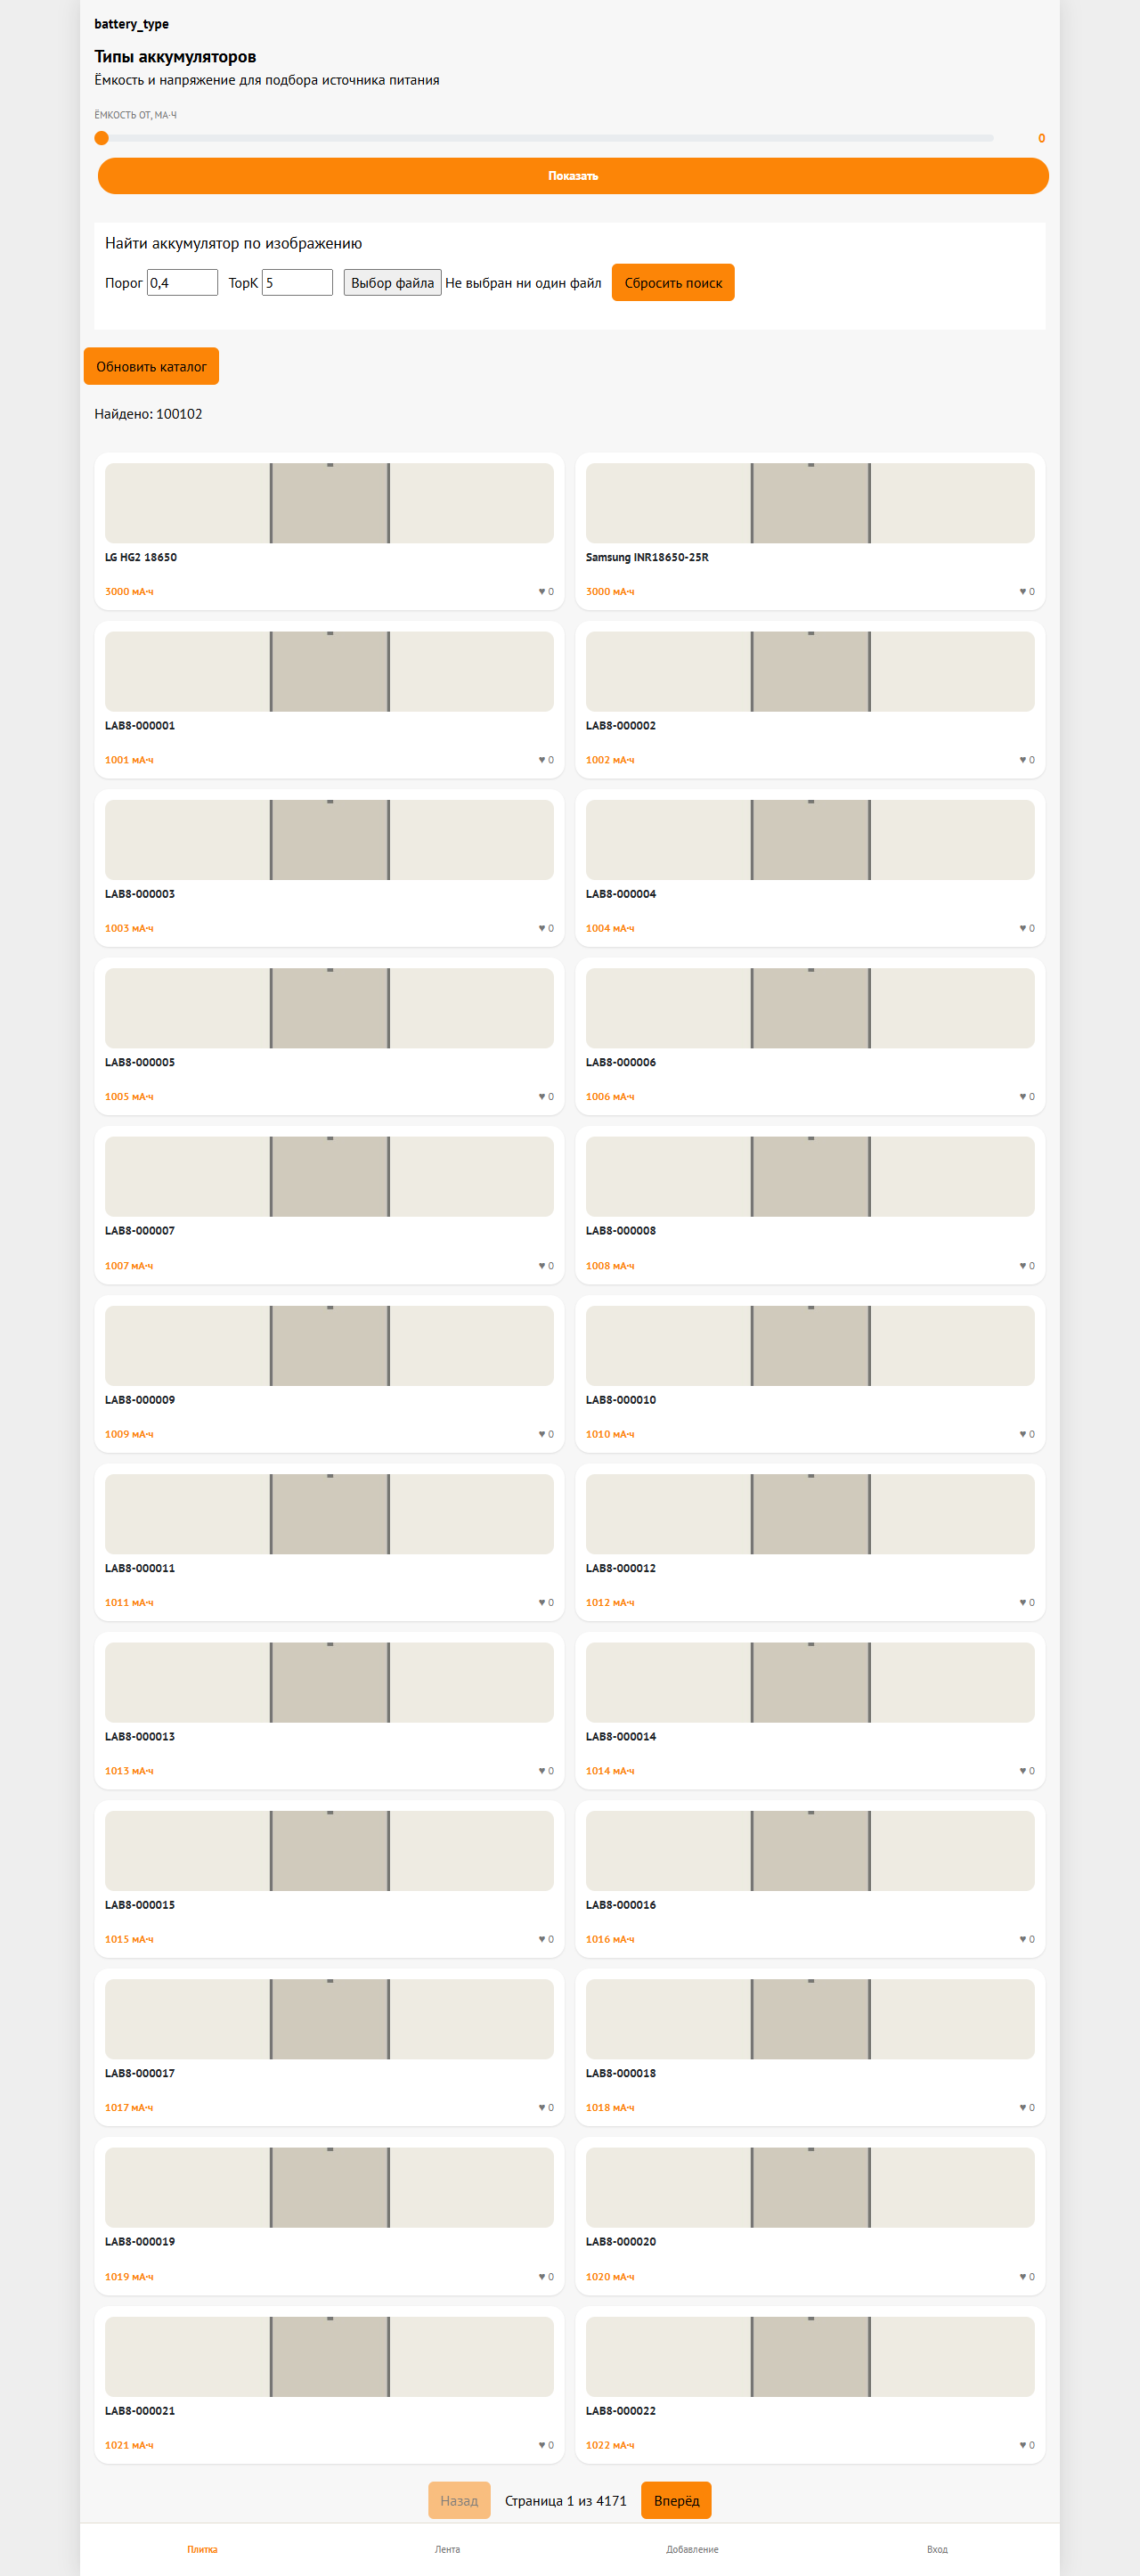 battery_type
Типы аккумуляторов
Ёмкость и напряжение для подбора источника питания
ЁМКОСТЬ ОТ, МА·Ч
0
Показать
Найти аккумулятор по изображению
Порог 0,4 TopK 5 Выбор файла Не выбран ни один файл Сбросить поиск
Обновить каталог
Найдено: 100102
LG HG2 18650
3000 мА·ч ♥ 0
Samsung INR18650-25R
3000 мА·ч ♥ 0
LAB8-000001
1001 мА·ч ♥ 0
LAB8-000002
1002 мА·ч ♥ 0
LAB8-000003
1003 мА·ч ♥ 0
LAB8-000004
1004 мА·ч ♥ 0
LAB8-000005
1005 мА·ч ♥ 0
LAB8-000006
1006 мА·ч ♥ 0
LAB8-000007
1007 мА·ч ♥ 0
LAB8-000008
1008 мА·ч ♥ 0
LAB8-000009
1009 мА·ч ♥ 0
LAB8-000010
1010 мА·ч ♥ 0
LAB8-000011
1011 мА·ч ♥ 0
LAB8-000012
1012 мА·ч ♥ 0
LAB8-000013
1013 мА·ч ♥ 0
LAB8-000014
1014 мА·ч ♥ 0
LAB8-000015
1015 мА·ч ♥ 0
LAB8-000016
1016 мА·ч ♥ 0
LAB8-000017
1017 мА·ч ♥ 0
LAB8-000018
1018 мА·ч ♥ 0
LAB8-000019
1019 мА·ч ♥ 0
LAB8-000020
1020 мА·ч ♥ 0
LAB8-000021
1021 мА·ч ♥ 0
LAB8-000022
1022 мА·ч ♥ 0
Назад Страница 1 из 4171 Вперёд
Плитка Лента Добавление Вход